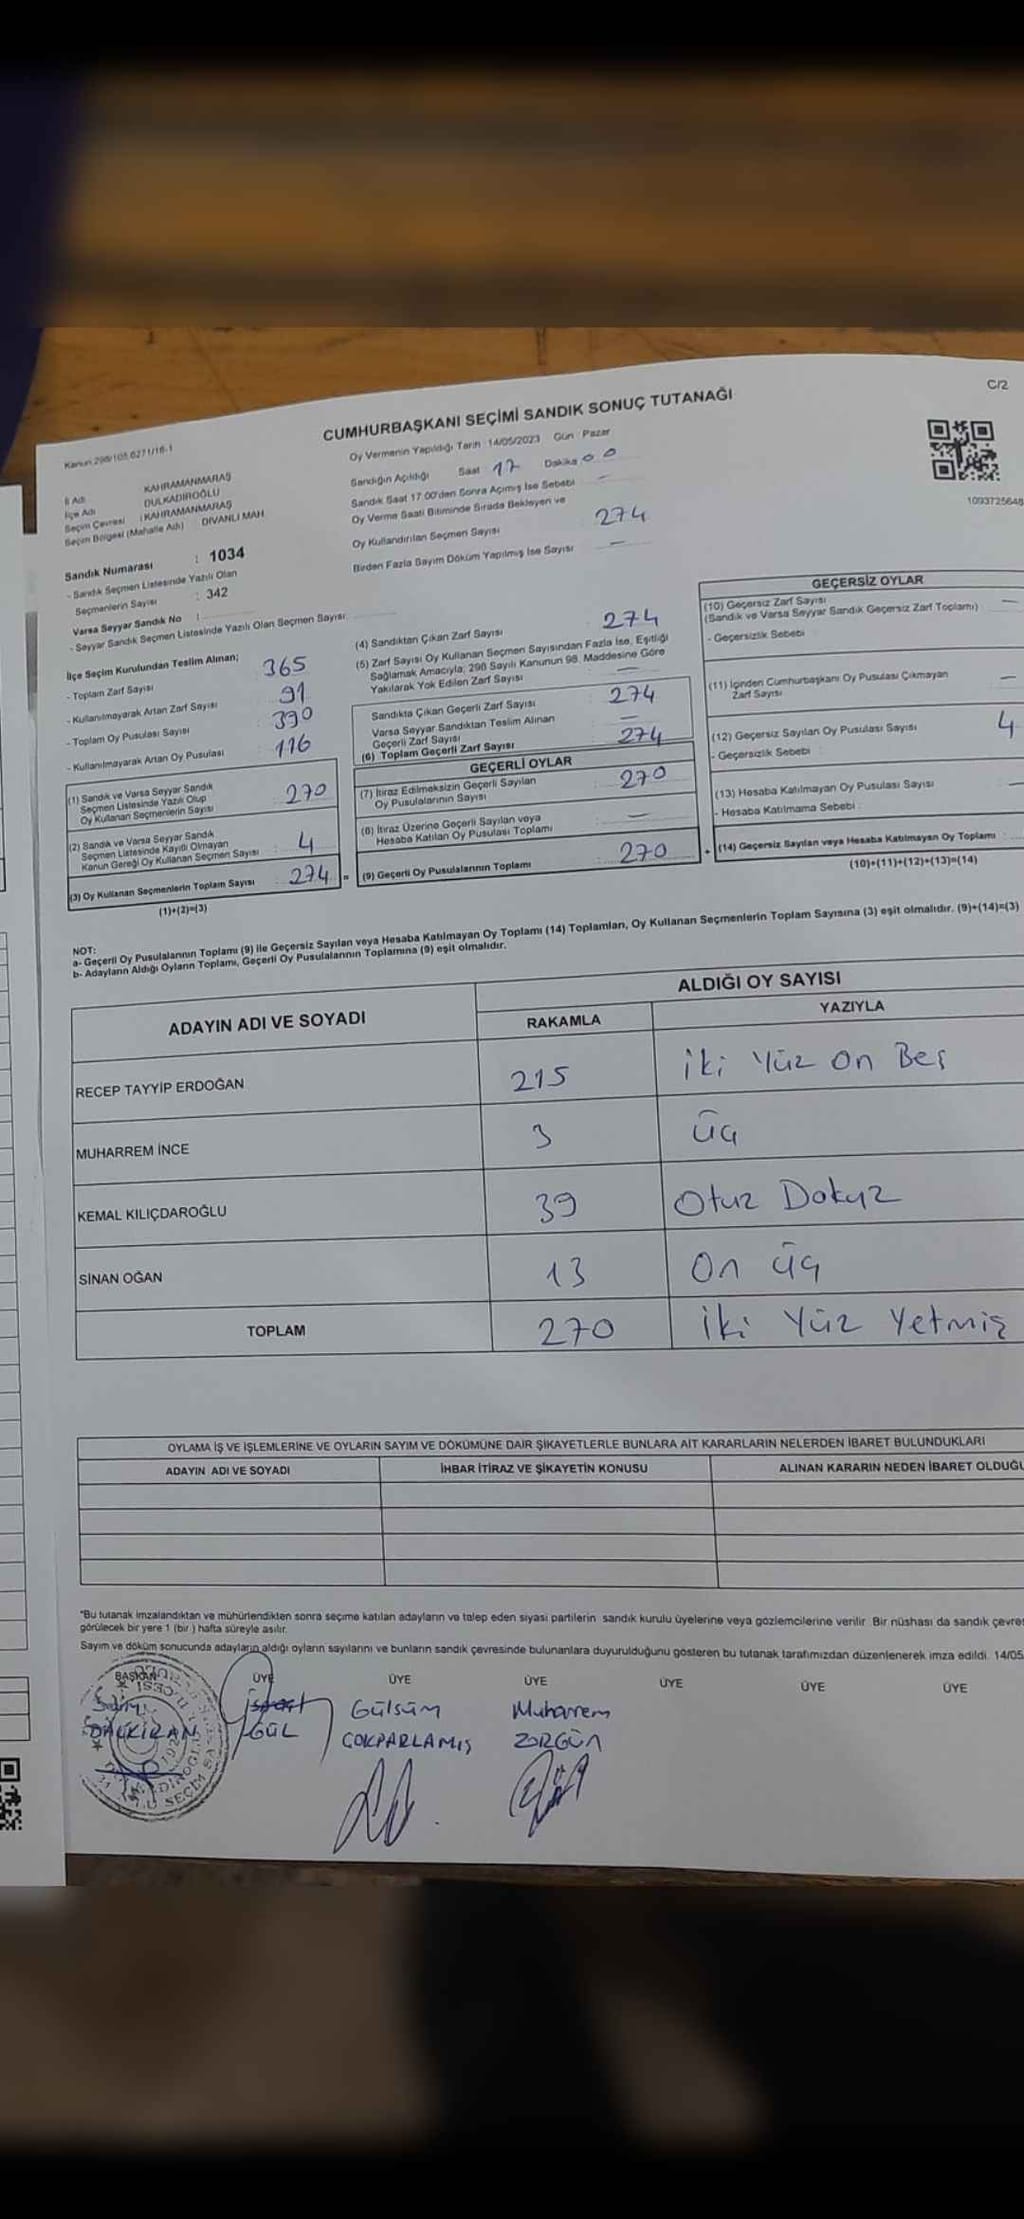 C/2
CUMHURBAŞKANI SEÇİMİ SANDIK SONUÇ TUTANAĞI
Kanun 298/105,6271/16-1
Oy Vermenin Yapıldığı Tarih 14/05/2023 Gün Pazar
İl Adı KAHRAMANMARAŞ
İlçe Adı DULKADİROĞLU
Seçim Çevresi KAHRAMANMARAŞ
Seçim Bölgesi (Mahalle Adı) DİVANLI MAH
Sandık Numarası : 1034
- Sandık Seçmen Listesinde Yazılı Olan
Seçmenlerin Sayısı : 342
Varsa Seyyar Sandık No :
- Seyyar Sandık Seçmen Listesinde Yazılı Olan Seçmen Sayısı:
Sandığın Açıldığı Saat 17 Dakika 00
Sandık Saat 17.00'den Sonra Açımış İse Sebebi —
Oy Verme Saati Bitiminde Sırada Bekleyen ve
Oy Kullandırılan Seçmen Sayısı 274
Birden Fazla Sayım Döküm Yapılmış İse Sayısı —
1093725648
İlçe Seçim Kurulundan Teslim Alınan;
- Toplam Zarf Sayısı 365
- Kullanılmayarak Artan Zarf Sayısı 91
- Toplam Oy Pusulası Sayısı 390
- Kullanılmayarak Artan Oy Pusulası 116
(1) Sandık ve Varsa Seyyar Sandık
Seçmen Listesinde Yazılı Olup
Oy Kullanan Seçmenlerin Sayısı : 270
(2) Sandık ve Varsa Seyyar Sandık
Seçmen Listesinde Kayıtlı Olmayan
Kanun Gereği Oy Kullanan Seçmen Sayısı : 4
(3) Oy Kullanan Seçmenlerin Toplam Sayısı : 274 =
(1)+(2)=(3)
(4) Sandıktan Çıkan Zarf Sayısı 274
(5) Zarf Sayısı Oy Kullanan Seçmen Sayısından Fazla İse, Eşitliği
Sağlamak Amacıyla, 298 Sayılı Kanunun 98. Maddesine Göre
Yakılarak Yok Edilen Zarf Sayısı —
Sandıkta Çıkan Geçerli Zarf Sayısı 274
Varsa Seyyar Sandıktan Teslim Alınan
Geçerli Zarf Sayısı —
(6) Toplam Geçerli Zarf Sayısı 274
GEÇERLİ OYLAR
(7) İtiraz Edilmeksizin Geçerli Sayılan
Oy Pusulalarının Sayısı : 270
(8) İtiraz Üzerine Geçerli Sayılan veya
Hesaba Katılan Oy Pusulası Toplamı : —
(9) Geçerli Oy Pusulalarının Toplamı : 270 +
GEÇERSİZ OYLAR
(10) Geçersiz Zarf Sayısı —
(Sandık ve Varsa Seyyar Sandık Geçersiz Zarf Toplamı)
- Geçersizlik Sebebi
(11) İçinden Cumhurbaşkanı Oy Pusulası Çıkmayan
Zarf Sayısı —
(12) Geçersiz Sayılan Oy Pusulası Sayısı 4
- Geçersizlik Sebebi :
(13) Hesaba Katılmayan Oy Pusulası Sayısı —
- Hesaba Katılmama Sebebi :
(14) Geçersiz Sayılan veya Hesaba Katılmayan Oy Toplamı :
(10)+(11)+(12)+(13)=(14)
NOT:
a- Geçerli Oy Pusulalarının Toplamı (9) ile Geçersiz Sayılan veya Hesaba Katılmayan Oy Toplamı (14) Toplamları, Oy Kullanan Seçmenlerin Toplam Sayısına (3) eşit olmalıdır. (9)+(14)=(3)
b- Adayların Aldığı Oyların Toplamı, Geçerli Oy Pusulalarının Toplamına (9) eşit olmalıdır.
ADAYIN ADI VE SOYADI
ALDIĞI OY SAYISI
RAKAMLA YAZIYLA
RECEP TAYYİP ERDOĞAN 215 İki Yüz On Beş
MUHARREM İNCE 3 Üç
KEMAL KILIÇDAROĞLU 39 Otuz Dokuz
SİNAN OĞAN 13 On Üç
TOPLAM 270 İki Yüz Yetmiş
OYLAMA İŞ VE İŞLEMLERİNE VE OYLARIN SAYIM VE DÖKÜMÜNE DAİR ŞİKAYETLERLE BUNLARA AİT KARARLARIN NELERDEN İBARET BULUNDUKLARI
ADAYIN ADI VE SOYADI İHBAR İTİRAZ VE ŞİKAYETİN KONUSU ALINAN KARARIN NEDEN İBARET OLDUĞU
"Bu tutanak imzalandıktan ve mühürlendikten sonra seçime katılan adayların ve talep eden siyasi partilerin sandık kurulu üyelerine veya gözlemcilerine verilir. Bir nüshası da sandık çevres
görülecek bir yere 1 (bir) hafta süreyle asılır.
Sayım ve döküm sonucunda adayların aldığı oyların sayılarını ve bunların sandık çevresinde bulunanlara duyurulduğunu gösteren bu tutanak tarafımızdan düzenlenerek imza edildi. 14/05
BAŞKAN ÜYE ÜYE ÜYE ÜYE ÜYE ÜYE
Gülsüm Muharrem
GÜL GÖKPARLAMIŞ ZORGÜN